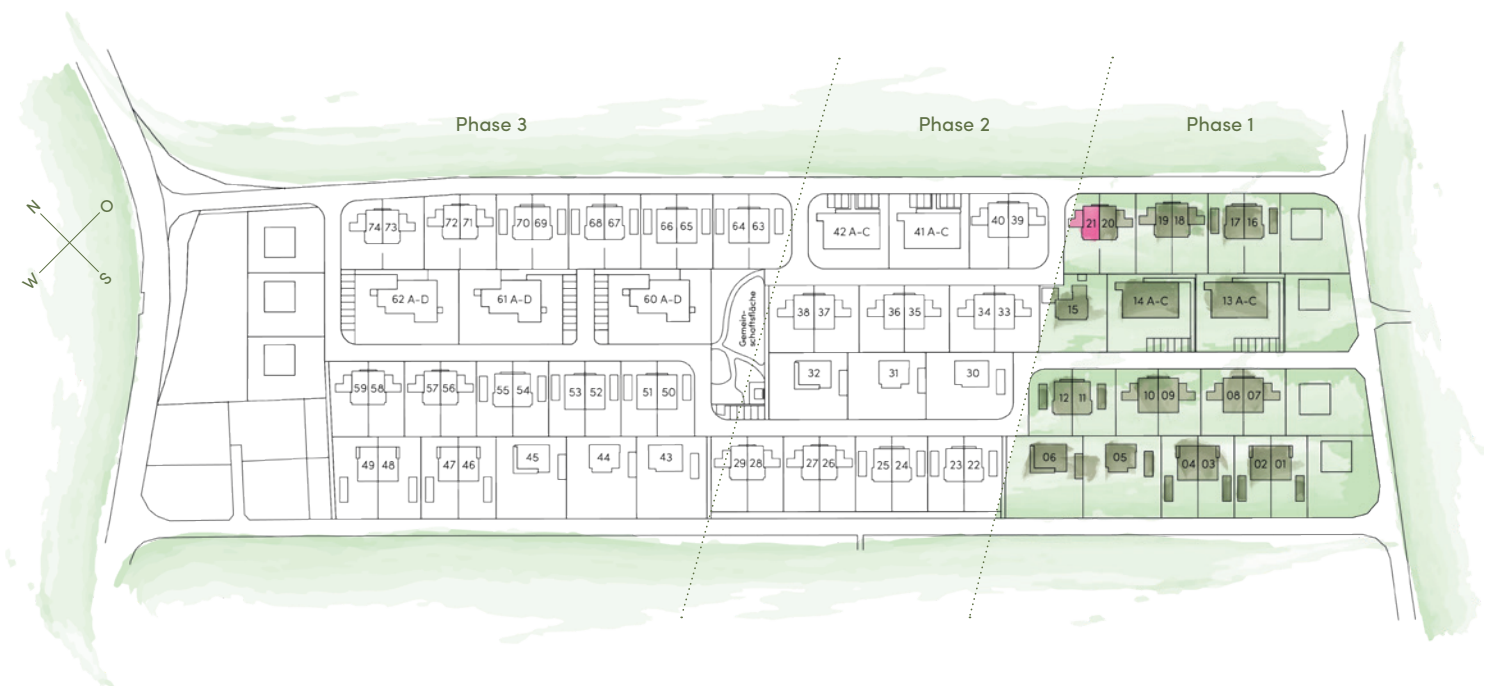 Phase 3
Phase 2
Phase 1
N
O
W
S
74 73
72 71
70 69
68 67
66 65
64 63
42 A-C
41 A-C
40 39
21 20
19 18
17 16
62 A-D
61 A-D
60 A-D
Gemein-
schaftsfläche
38 37
36 35
34 33
15
14 A-C
13 A-C
32
31
30
59 58
57 56
55 54
53 52
51 50
12 11
10 09
08 07
49 48
47 46
45
44
43
29 28
27 26
25 24
23 22
06
05
04 03
02 01